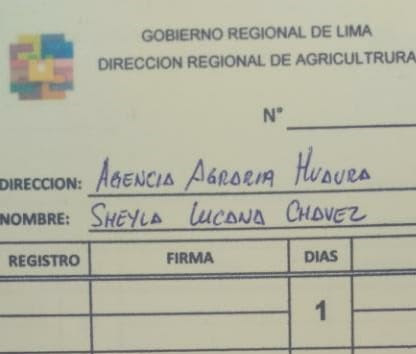 GOBIERNO REGIONAL DE LIMA
DIRECCION REGIONAL DE AGRICULTRURA
N°
DIRECCION: AGENCIA AGRARIA HUAURA
NOMBRE: SHEYLA LUCANA CHAVEZ
REGISTRO FIRMA DIAS
1